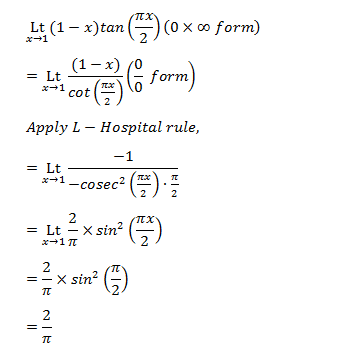 Lt x→1 (1 − x)tan (πx/2) (0 × ∞ form)
= Lt x→1 (1 − x)/cot (πx/2) (0/0 form)
Apply L − Hospital rule,
= Lt x→1 −1/−cosec² (πx/2) · π/2
= Lt x→1 2/π × sin² (πx/2)
= 2/π × sin² (π/2)
= 2/π